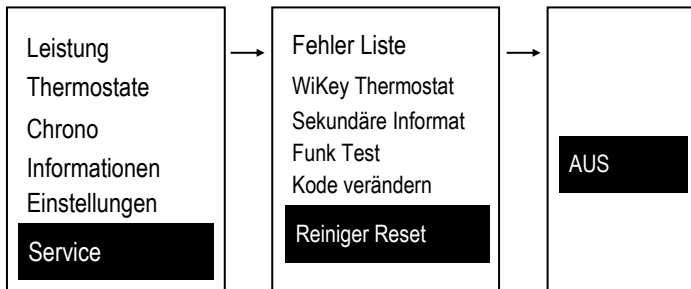 Leistung
Thermostate
Chrono
Informationen
Einstellungen
Service
Fehler Liste
WiKey Thermostat
Sekundäre Informat
Funk Test
Kode verändern
Reiniger Reset
AUS